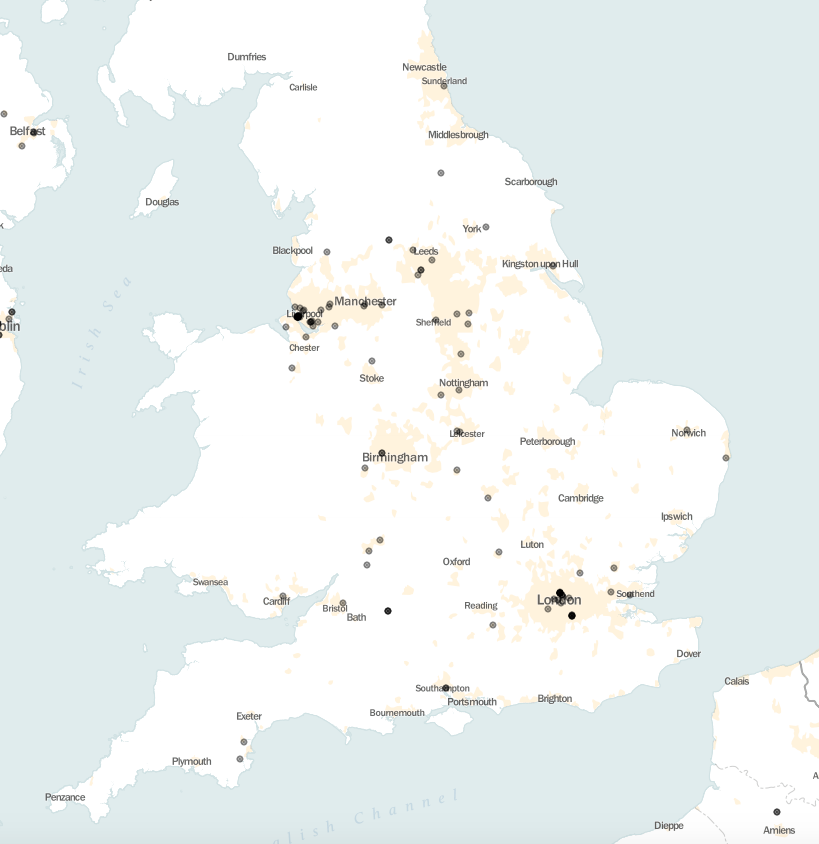 Dumfries
Newcastle
Sunderland
Carlisle
Belfast
Middlesbrough
Scarborough
Douglas
York
Blackpool
Leeds
Kingston upon Hull
eda
Irish Sea
Manchester
Liverpool
Sheffield
blin
Chester
Stoke
Nottingham
Leicester
Norwich
Peterborough
Birmingham
Cambridge
Ipswich
Luton
Oxford
Swansea
Cardiff
Southend
London
Reading
Bristol
Bath
Dover
Calais
Southampton
Portsmouth
Brighton
Bournemouth
Exeter
Plymouth
Penzance
glish Channel
Dieppe
Amiens